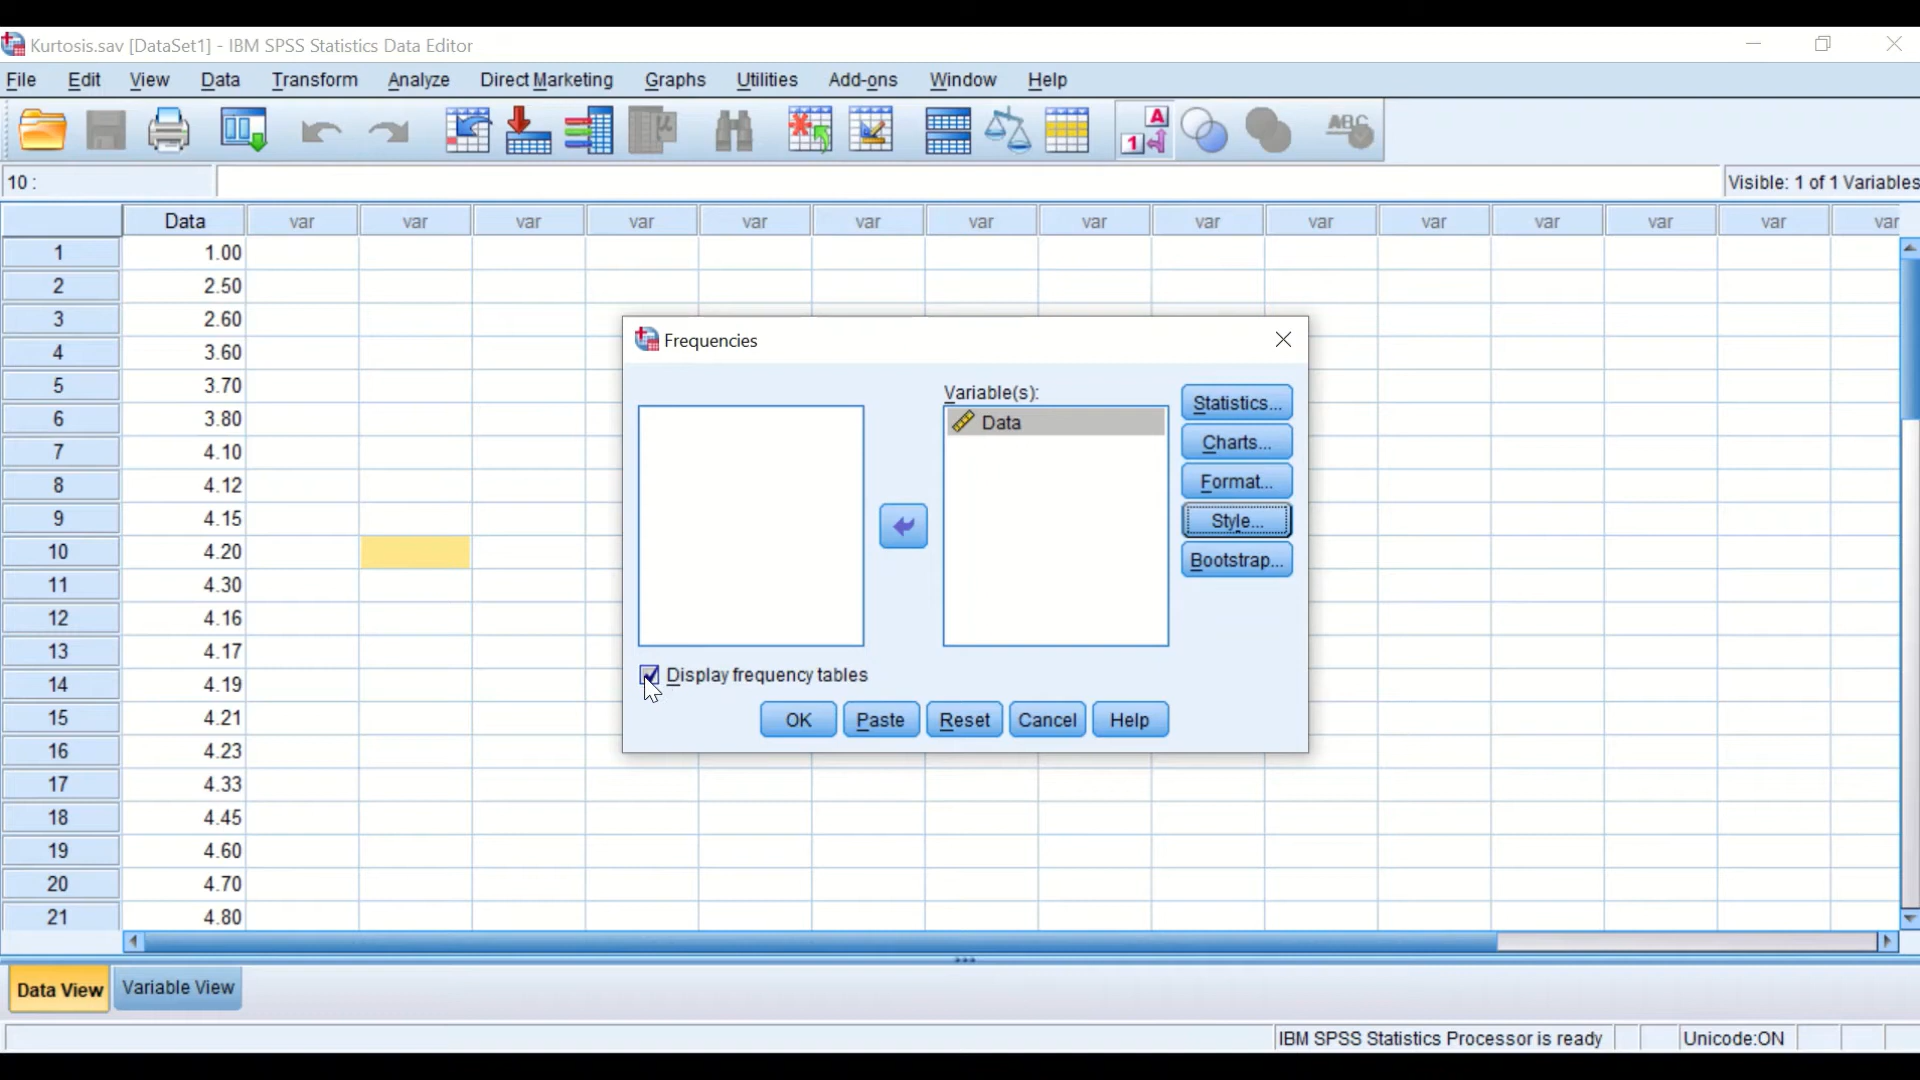 Kurtosis.sav [DataSet1] - IBM SPSS Statistics Data Editor
File Edit View Data Transform Analyze Direct Marketing Graphs Utilities Add-ons Window Help
1 A ABC
10 : Visible: 1 of 1 Variables
Data var var var var var var var var var var var var var var var
1 1.00
2 2.50
3 2.60
4 3.60
5 3.70
6 3.80
7 4.10
8 4.12
9 4.15
10 4.20
11 4.30
12 4.16
13 4.17
14 4.19
15 4.21
16 4.23
17 4.33
18 4.45
19 4.60
20 4.70
21 4.80
Frequencies
Variable(s):
Data
Statistics...
Charts...
Format...
Style...
Bootstrap...
Display frequency tables
OK Paste Reset Cancel Help
Data View Variable View
IBM SPSS Statistics Processor is ready Unicode:ON